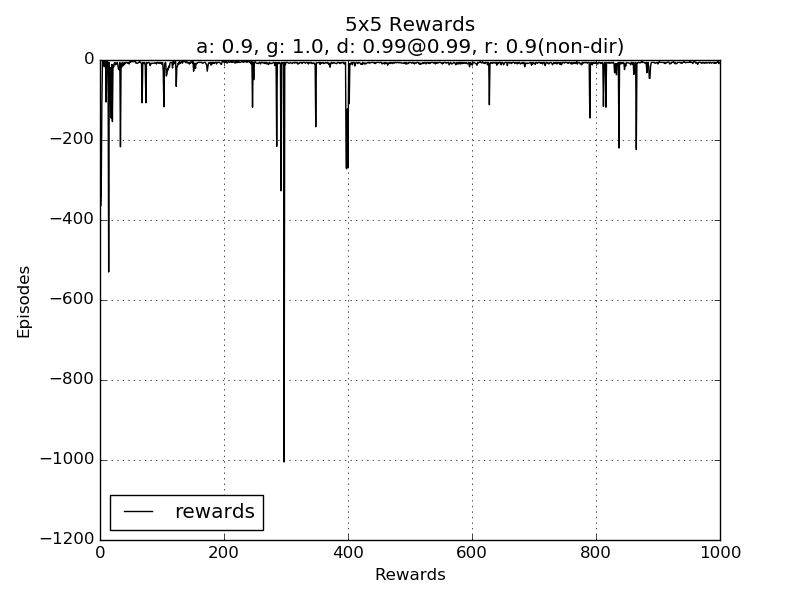 5x5 Rewards
a: 0.9, g: 1.0, d: 0.99@0.99, r: 0.9(non-dir)
0
−200
−400
−600
−800
−1000
−1200
Episodes
rewards
0 200 400 600 800 1000
Rewards